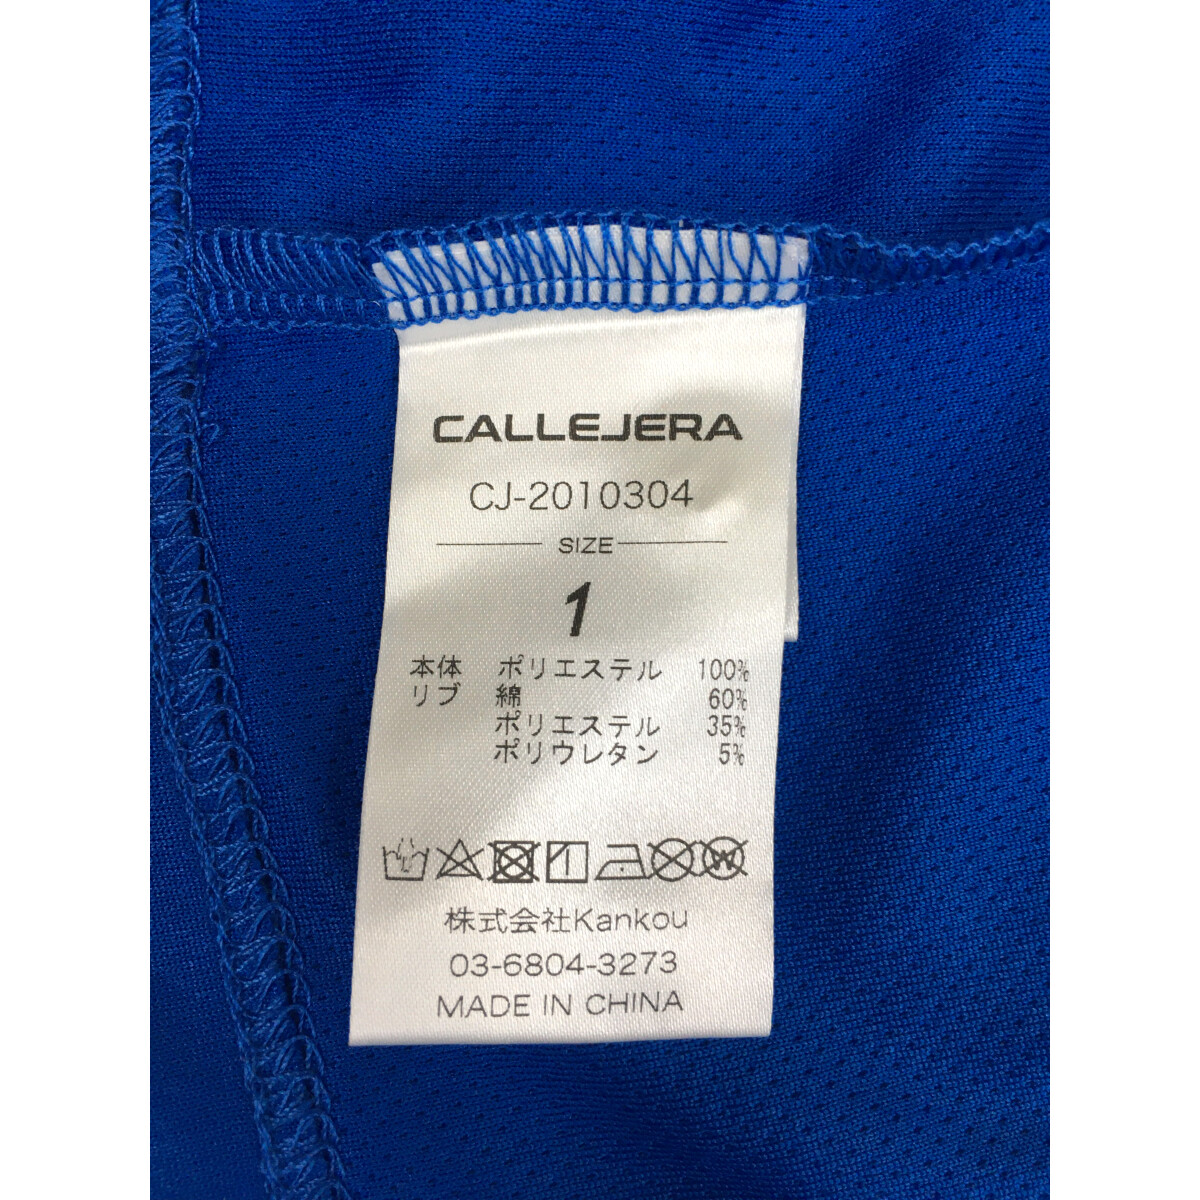 CALLEJERA
CJ-2010304
SIZE
1
本体 ポリエステル 100%
リブ 綿 60%
ポリエステル 35%
ポリウレタン 5%
株式会社Kankou
03-6804-3273
MADE IN CHINA